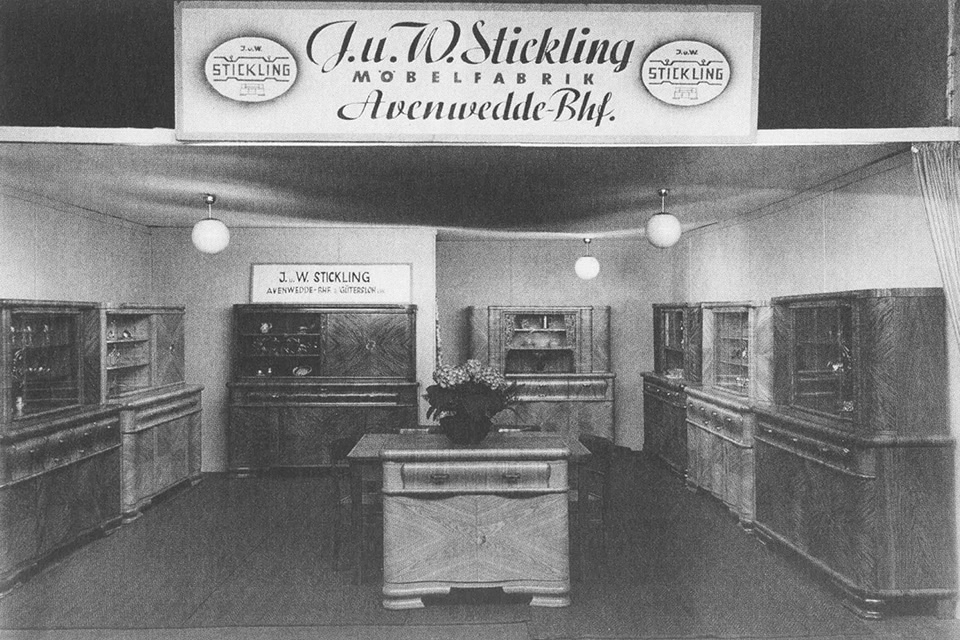 J.u.W.
STICKLING
J.u.W. Stickling
MÖBELFABRIK
Avenwedde-Bhf.
J.u.W.
STICKLING
J.u.W. STICKLING
AVENWEDDE-BHF. GÜTERSLOH